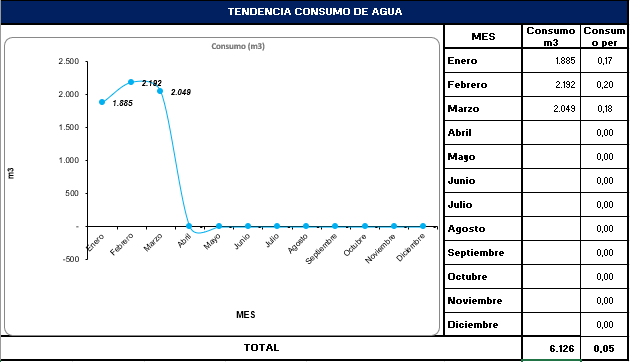 TENDENCIA CONSUMO DE AGUA
Consumo (m3)
2.500
2.000
1.500
1.000
500
-
-500
m3
1.885
2.192
2.049
Enero
Febrero
Marzo
Abril
Mayo
Junio
Julio
Agosto
Septiembre
Octubre
Noviembre
Diciembre
MES
MES Consumo m3 Consum o per
Enero 1.885 0,17
Febrero 2.192 0,20
Marzo 2.049 0,18
Abril 0,00
Mayo 0,00
Junio 0,00
Julio 0,00
Agosto 0,00
Septiembre 0,00
Octubre 0,00
Noviembre 0,00
Diciembre 0,00
TOTAL 6.126 0,05